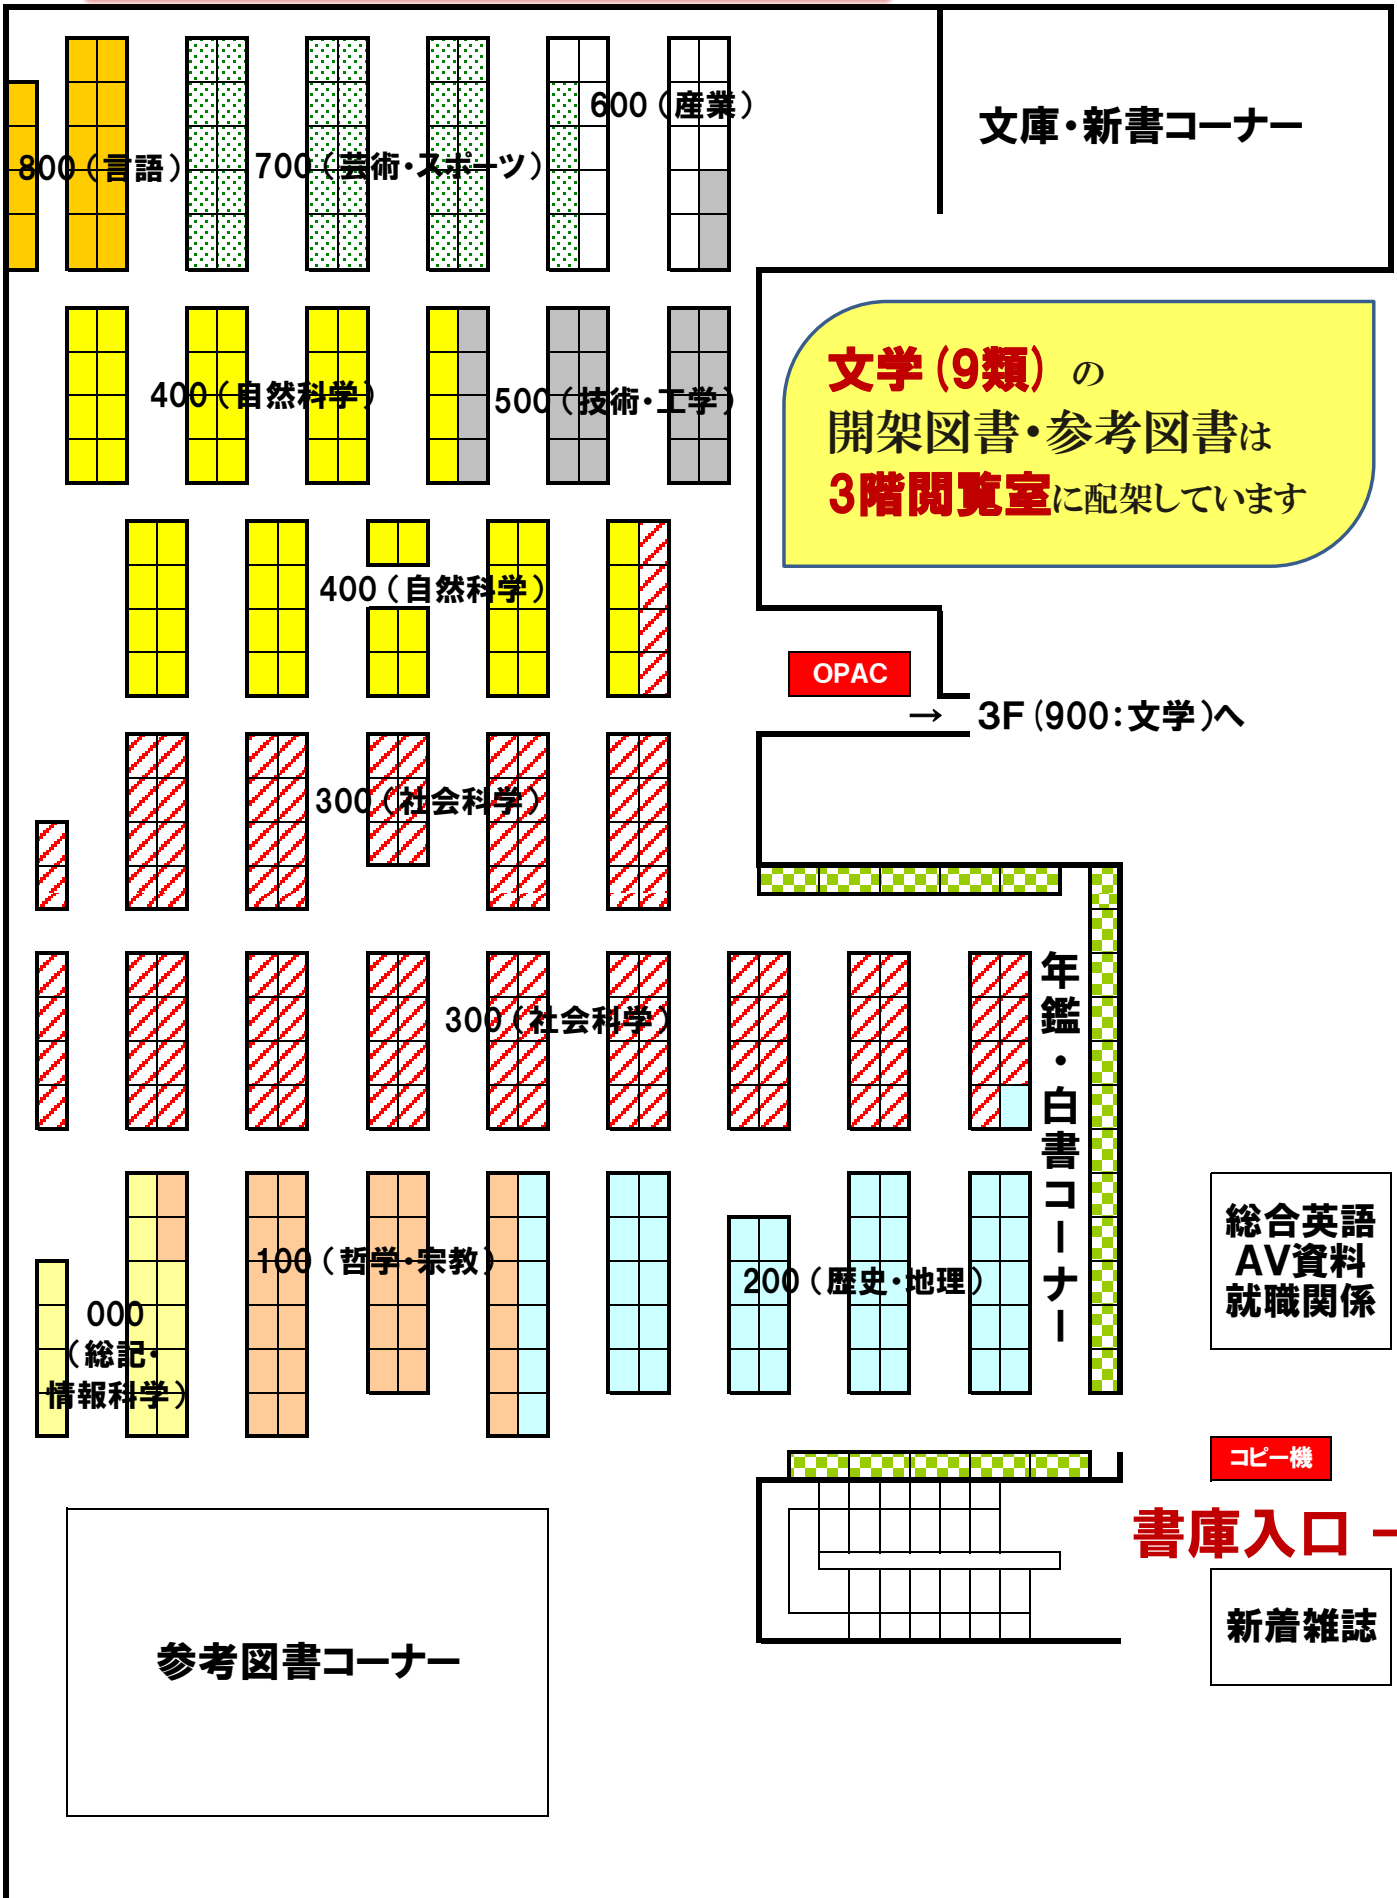 600（産業）
文庫・新書コーナー
800（言語）
700（芸術・スポーツ）
文学（9類）の
開架図書・参考図書は
3階閲覧室に配架しています
400（自然科学）
500（技術・工学）
400（自然科学）
OPAC
→ 3F（900：文学）へ
300（社会科学）
年鑑・白書コーナー
300（社会科学）
総合英語
AV資料
就職関係
100（哲学・宗教）
200（歴史・地理）
000
（総記・
情報科学）
コピー機
書庫入口
新着雑誌
参考図書コーナー